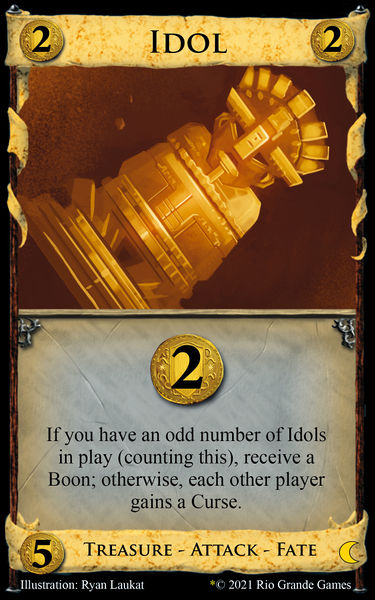 2 IDOL 2
2
If you have an odd number of Idols
in play (counting this), receive a
Boon; otherwise, each other player
gains a Curse.
5 TREASURE - ATTACK - FATE
Illustration: Ryan Laukat *© 2021 Rio Grande Games